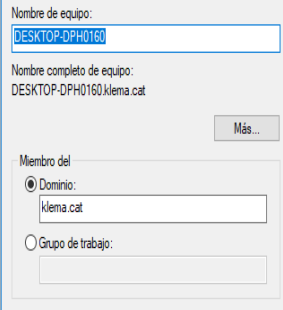 Nombre de equipo:
DESKTOP-DPH0160
Nombre completo de equipo:
DESKTOP-DPH0160.klema.cat
Más...
Miembro del
Dominio:
klema.cat
Grupo de trabajo: